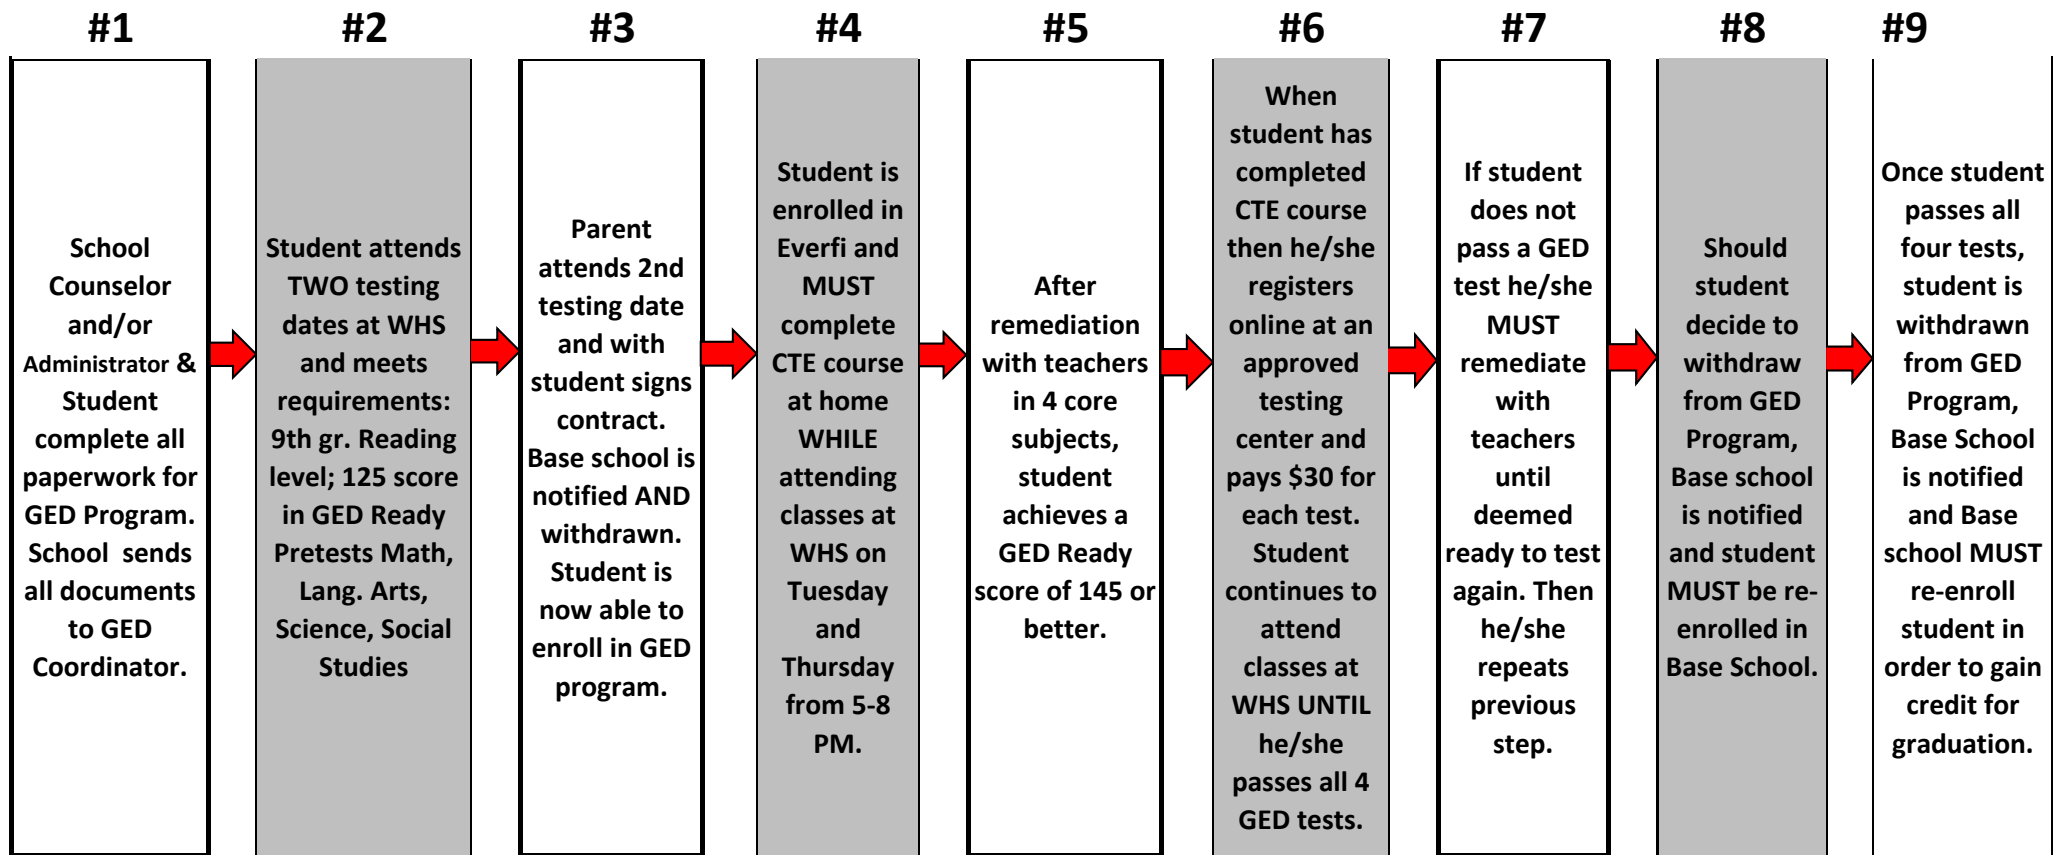 #1
School
Counselor
and/or
Administrator &
Student
complete all
paperwork for
GED Program.
School sends
all documents
to GED
Coordinator.
#2
Student attends
TWO testing
dates at WHS
and meets
requirements:
9th gr. Reading
level; 125 score
in GED Ready
Pretests Math,
Lang. Arts,
Science, Social
Studies
#3
Parent
attends 2nd
testing date
and with
student signs
contract.
Base school is
notified AND
withdrawn.
Student is
now able to
enroll in GED
program.
#4
Student is
enrolled in
Everfi and
MUST
complete
CTE course
at home
WHILE
attending
classes at
WHS on
Tuesday
and
Thursday
from 5-8
PM.
#5
After
remediation
with teachers
in 4 core
subjects,
student
achieves a
GED Ready
score of 145 or
better.
#6
When
student has
completed
CTE course
then he/she
registers
online at an
approved
testing
center and
pays $30 for
each test.
Student
continues to
attend
classes at
WHS UNTIL
he/she
passes all 4
GED tests.
#7
If student
does not
pass a GED
test he/she
MUST
remediate
with
teachers
until
deemed
ready to test
again. Then
he/she
repeats
previous
step.
#8
Should
student
decide to
withdraw
from GED
Program,
Base school
is notified
and student
MUST be re-
enrolled in
Base School.
#9
Once student
passes all
four tests,
student is
withdrawn
from GED
Program,
Base School
is notified
and Base
school MUST
re-enroll
student in
order to gain
credit for
graduation.